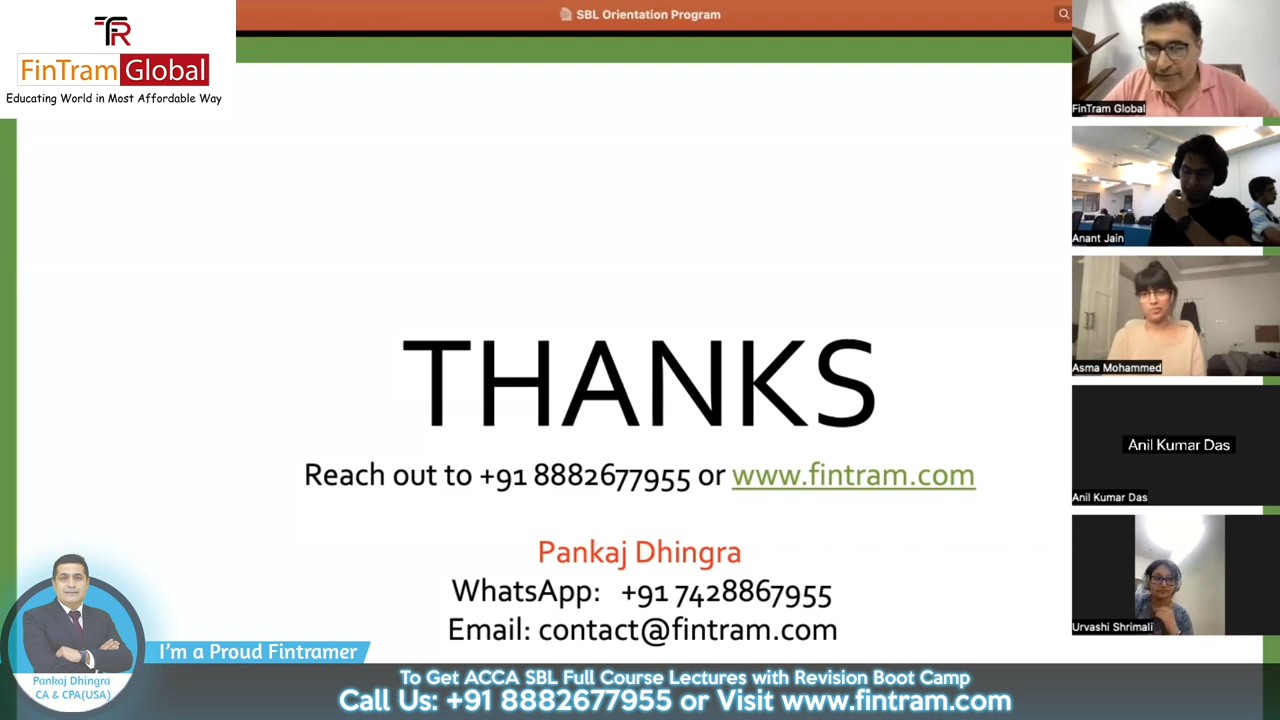 SBL Orientation Program
TR
FinTram Global
Educating World in Most Affordable Way
FinTram Global
Anant Jain
Asma Mohammed
Anil Kumar Das
Anil Kumar Das
Urvashi Shrimali
THANKS
Reach out to +91 8882677955 or www.fintram.com
Pankaj Dhingra
WhatsApp: +91 7428867955
Email: contact@fintram.com
I'm a Proud Fintramer
Pankaj Dhingra
CA & CPA(USA)
To Get ACCA SBL Full Course Lectures with Revision Boot Camp
Call Us: +91 8882677955 or Visit www.fintram.com